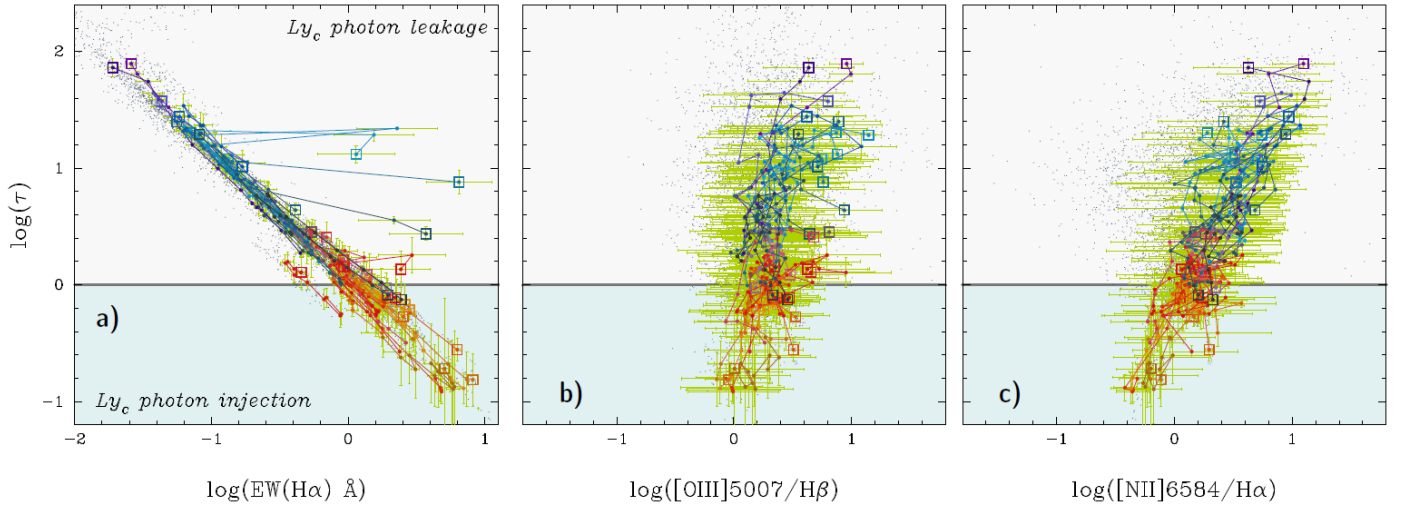 Ly_c photon leakage
2
1
0
−1
log(τ)
a)
b)
c)
Ly_c photon injection
−2 −1 0 1
−1 0 1
−1 0 1
log(EW(Hα) Å)
log([OIII]5007/Hβ)
log([NII]6584/Hα)